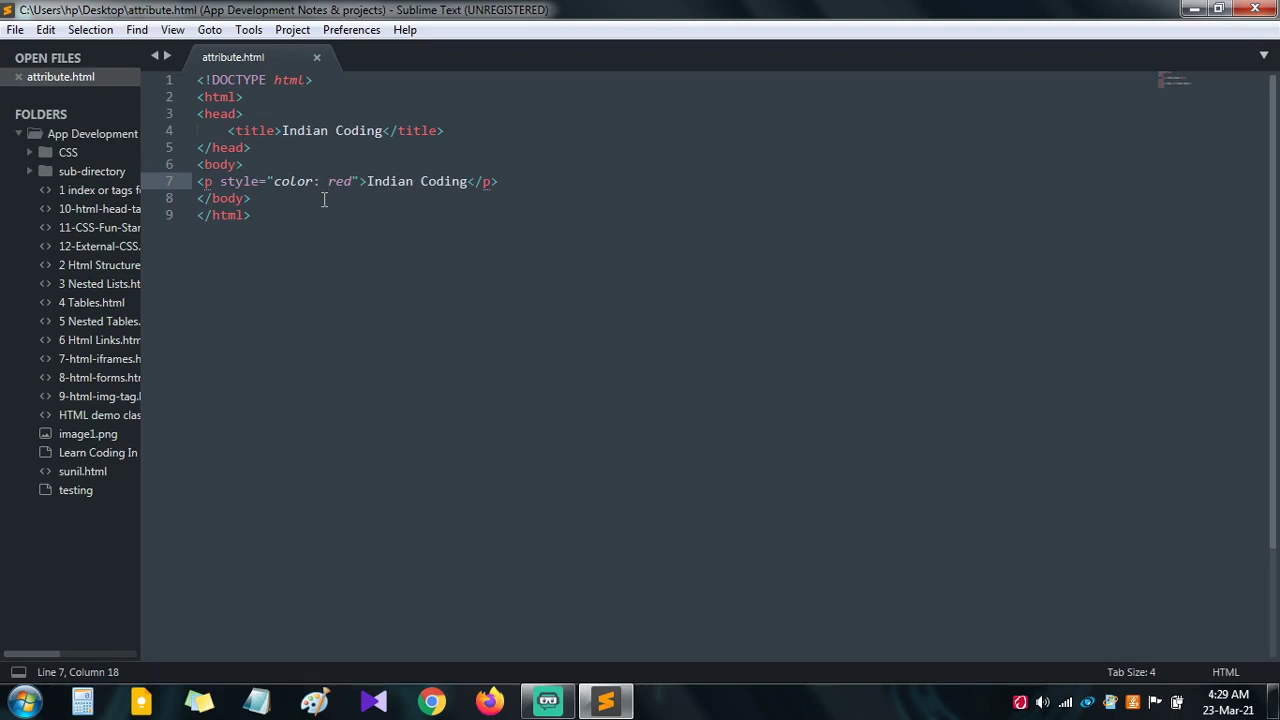 C:\Users\hp\Desktop\attribute.html (App Development Notes & projects) - Sublime Text (UNREGISTERED)
File Edit Selection Find View Goto Tools Project Preferences Help
OPEN FILES
attribute.html
FOLDERS
App Development
CSS
sub-directory
1 index or tags f
10-html-head-ta
11-CSS-Fun-Star
12-External-CSS.
2 Html Structure
3 Nested Lists.ht
4 Tables.html
5 Nested Tables.
6 Html Links.htm
7-html-iframes.h
8-html-forms.htr
9-html-img-tag.
HTML demo clas
image1.png
Learn Coding In
sunil.html
testing
attribute.html
1 <!DOCTYPE html>
2 <html>
3 <head>
4 <title>Indian Coding</title>
5 </head>
6 <body>
7 <p style="color: red">Indian Coding</p>
8 </body>
9 </html>
Line 7, Column 18
Tab Size: 4
HTML
4:29 AM
23-Mar-21